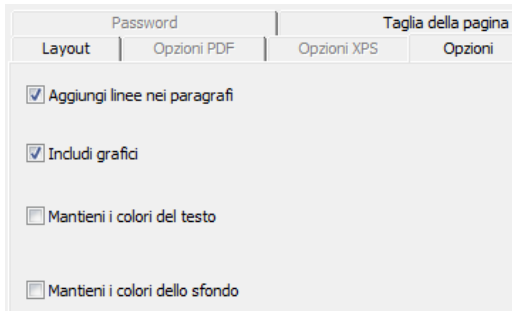 Password Taglia della pagina
Layout Opzioni PDF Opzioni XPS Opzioni
Aggiungi linee nei paragrafi
Includi grafici
Mantieni i colori del testo
Mantieni i colori dello sfondo